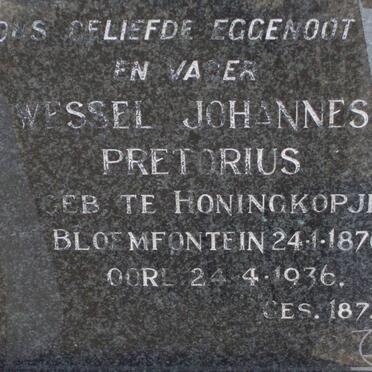 ONS GELIEFDE EGGENOOT
EN VADER
WESSEL JOHANNES
PRETORIUS
GEB. TE HONINGKOPJE
BLOEMFONTEIN 24·1·187
OORL 24·4·1936.
GES. 187